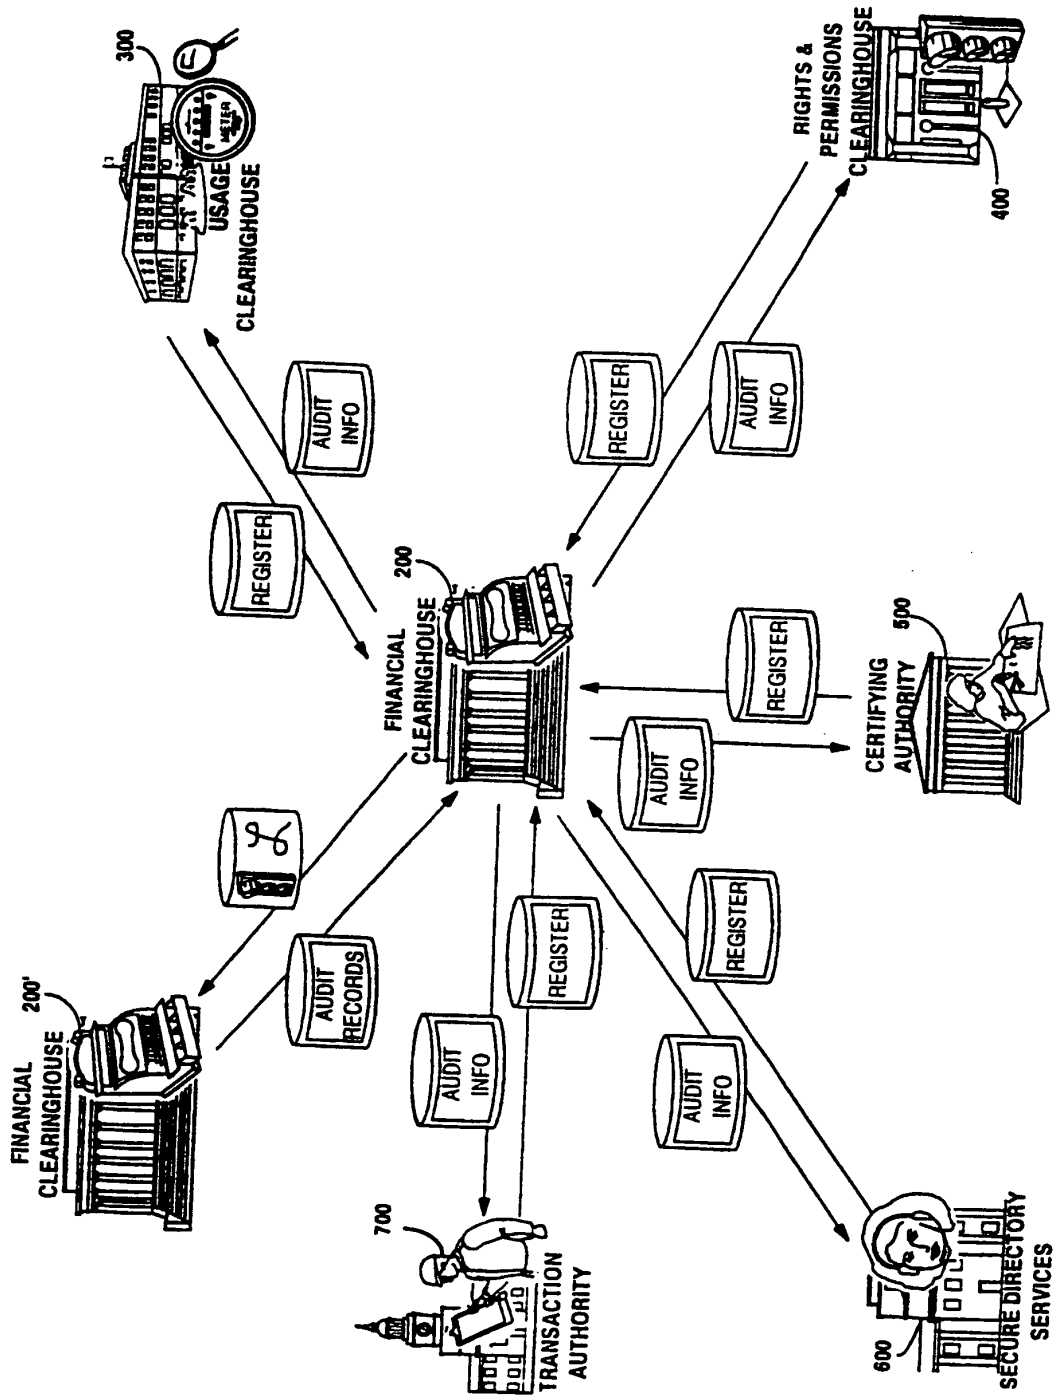 FINANCIAL
CLEARINGHOUSE
200'
300
METER
USAGE
CLEARINGHOUSE
REGISTER
AUDIT
INFO
AUDIT
RECORDS
FINANCIAL
CLEARINGHOUSE
200
REGISTER
AUDIT
INFO
RIGHTS &
PERMISSIONS
CLEARINGHOUSE
400
700
TRANSACTION
AUTHORITY
AUDIT
INFO
REGISTER
AUDIT
INFO
REGISTER
CERTIFYING
AUTHORITY
500
AUDIT
INFO
REGISTER
600
SECURE DIRECTORY
SERVICES